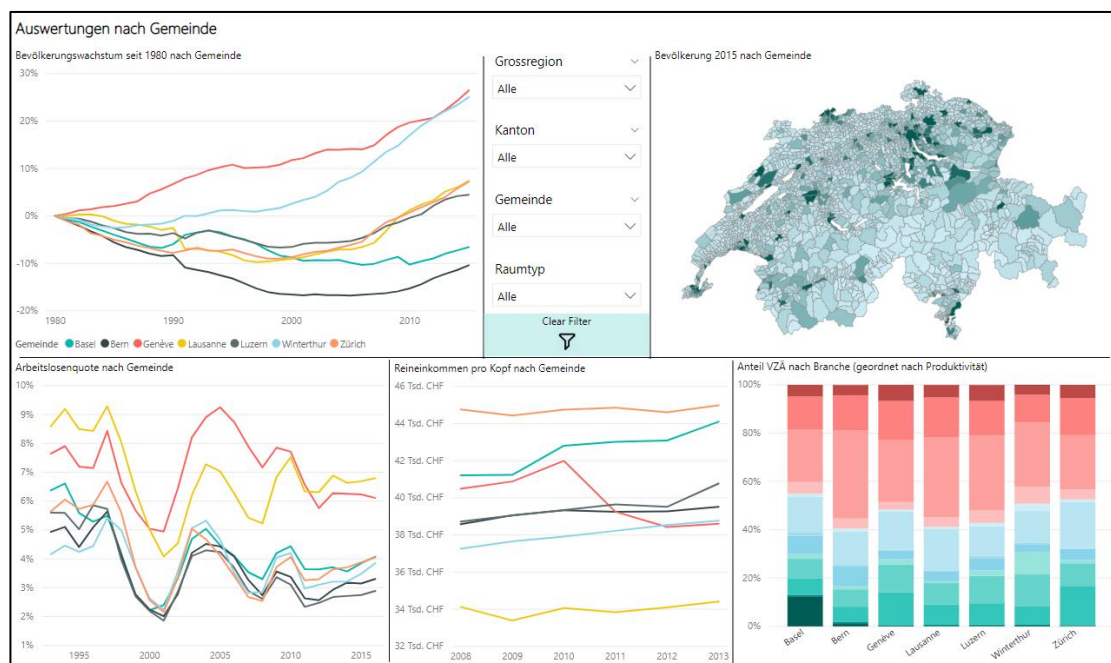 Auswertungen nach Gemeinde
Bevölkerungswachstum seit 1980 nach Gemeinde
30%
20%
10%
0%
-10%
-20%
1980 1990 2000 2010
Gemeinde Basel Bern Genève Lausanne Luzern Winterthur Zürich
Grossregion
Alle
Kanton
Alle
Gemeinde
Alle
Raumtyp
Alle
Clear Filter
Bevölkerung 2015 nach Gemeinde
Arbeitslosenquote nach Gemeinde
10%
9%
8%
7%
6%
5%
4%
3%
2%
1%
1995 2000 2005 2010 2015
Reineinkommen pro Kopf nach Gemeinde
46 Tsd. CHF
44 Tsd. CHF
42 Tsd. CHF
40 Tsd. CHF
38 Tsd. CHF
36 Tsd. CHF
34 Tsd. CHF
32 Tsd. CHF
2008 2009 2010 2011 2012 2013
Anteil VZÄ nach Branche (geordnet nach Produktivität)
100%
80%
60%
40%
20%
0%
Basel Bern Genève Lausanne Luzern Winterthur Zürich